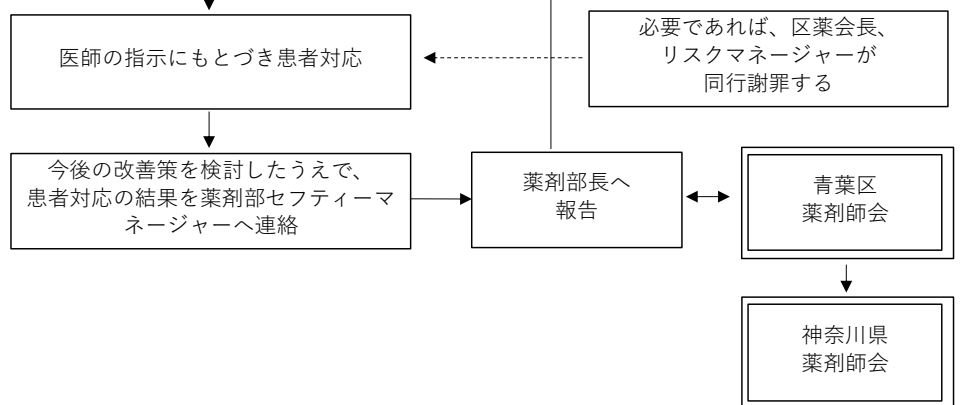 医師の指示にもとづき患者対応
必要であれば、区薬会長、
リスクマネージャーが
同行謝罪する
今後の改善策を検討したうえで、
患者対応の結果を薬剤部セフティーマ
ネージャーへ連絡
薬剤部長へ
報告
青葉区
薬剤師会
神奈川県
薬剤師会